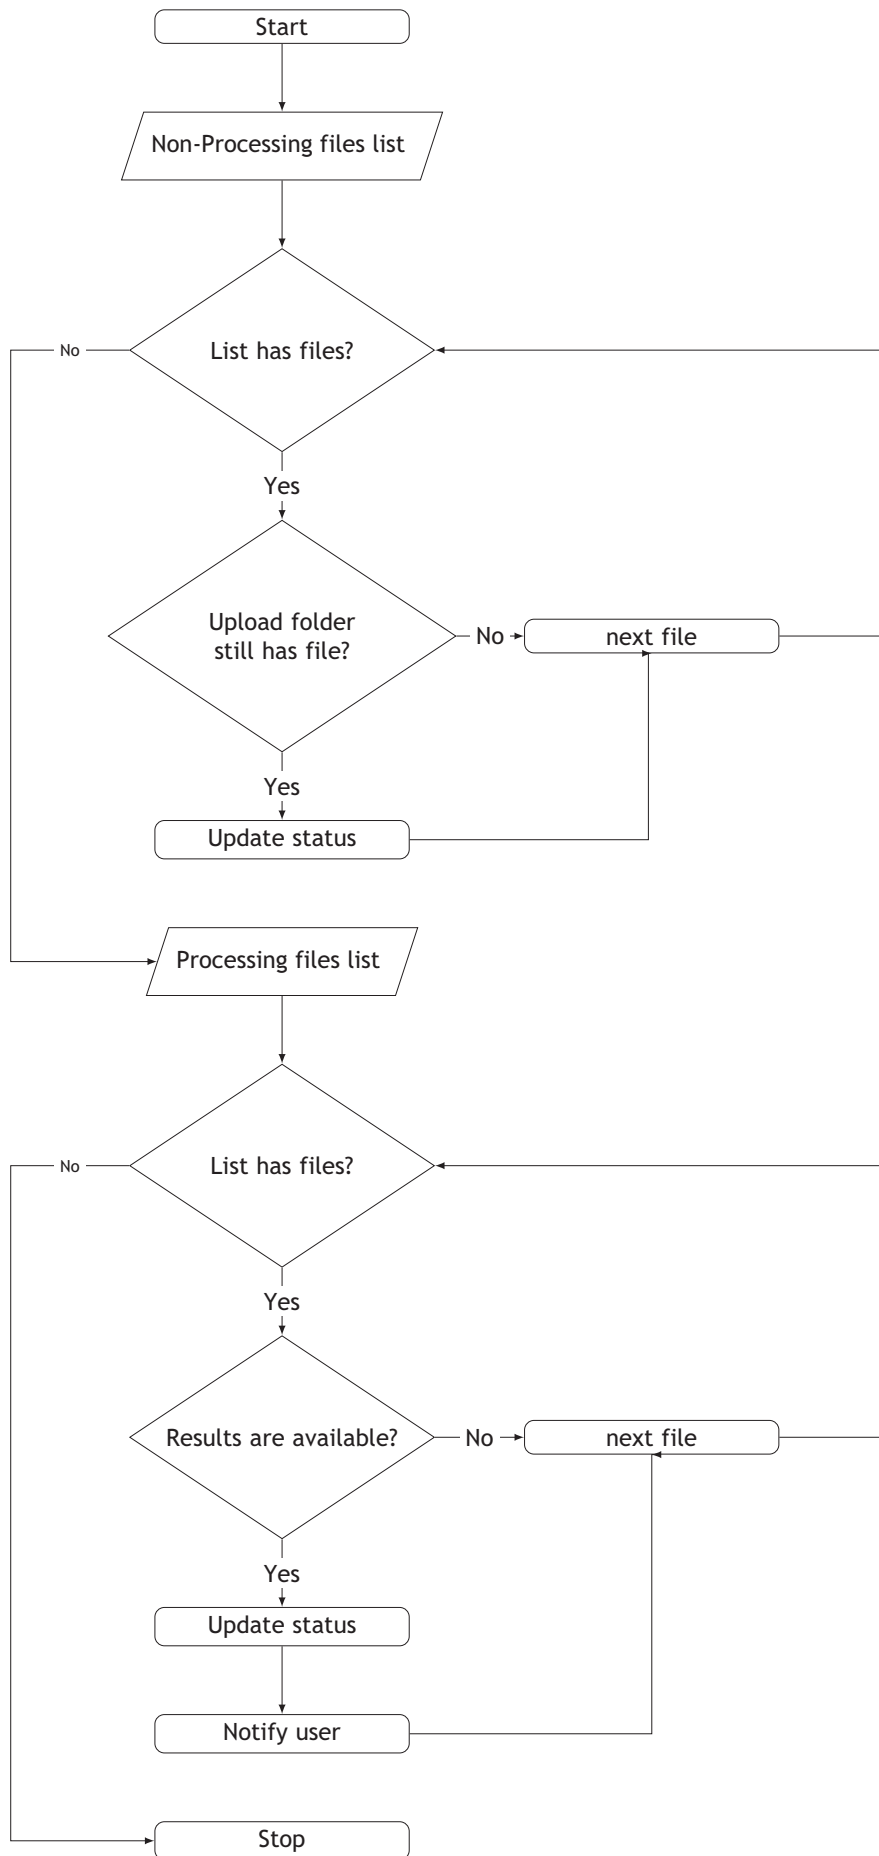 Start
Non-Processing files list
List has files?
No
Yes
Upload folder
still has file?
No
next file
Yes
Update status
Processing files list
List has files?
No
Yes
Results are available?
No
next file
Yes
Update status
Notify user
Stop